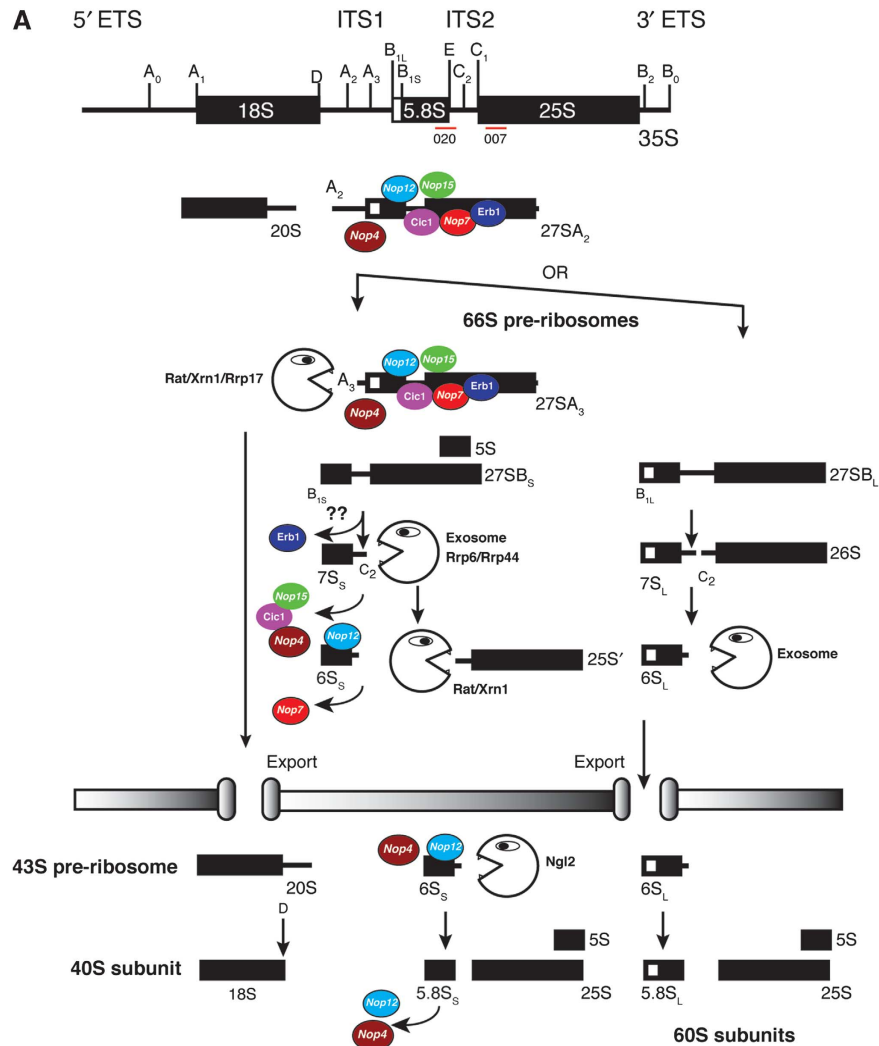 A
5′ ETS ITS1 ITS2 3′ ETS
A0 A1 D A2 A3 B1L B1S E C2 C1 B2 B0
18S 5.8S 25S
020 007 35S
A2 Nop12 Nop15
Cic1 Nop7 Erb1
20S Nop4 27SA2
OR
66S pre-ribosomes
Rat/Xrn1/Rrp17 A3 Nop12 Nop15
Cic1 Nop7 Erb1
Nop4 27SA3
5S
27SBS 27SBL
B1S B1L
??
Erb1 Exosome
Rrp6/Rrp44
7SS C2 7SL C2 26S
Nop15
Cic1
Nop4 Nop12
6SS 25S′ 6SL Exosome
Rat/Xrn1
Nop7
Export Export
43S pre-ribosome 20S Nop4 Nop12 6SS Ngl2 6SL
D
5S 5S
40S subunit
18S 5.8SS 25S 5.8SL 25S
Nop12
Nop4
60S subunits